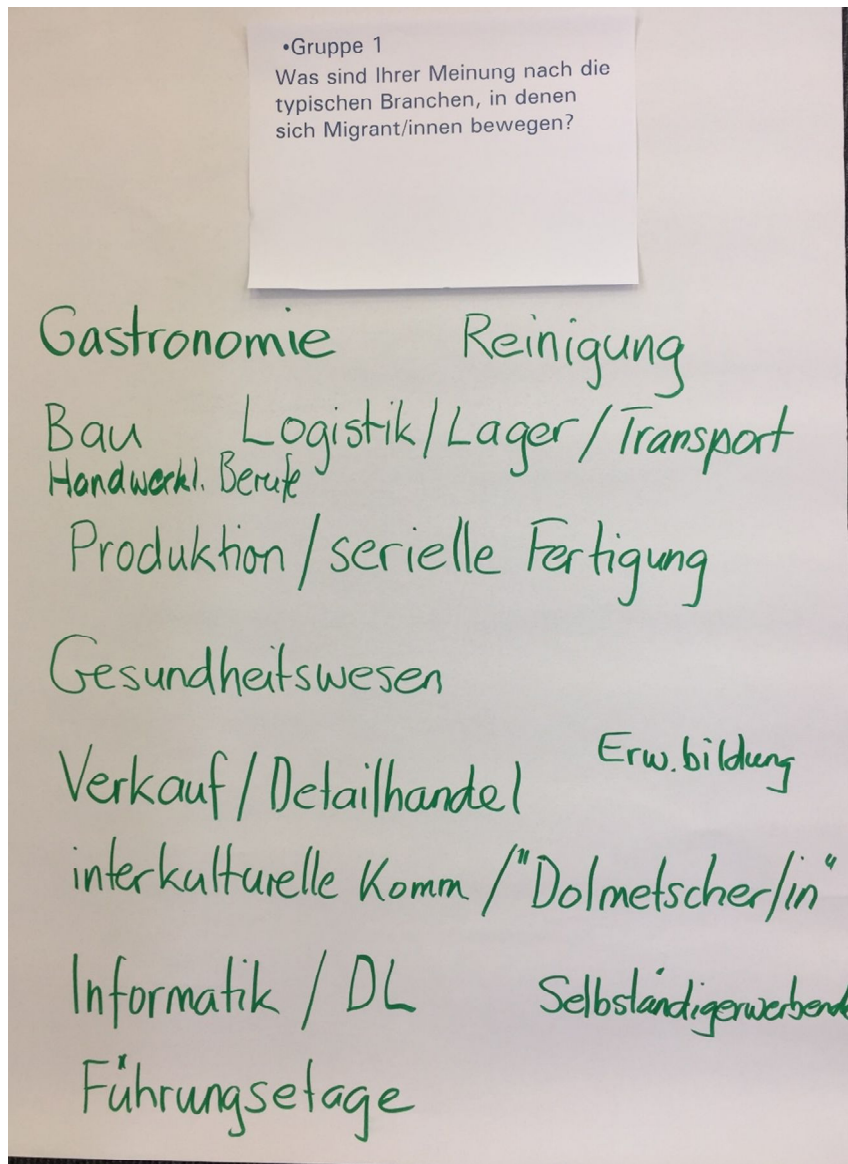 •Gruppe 1
Was sind Ihrer Meinung nach die
typischen Branchen, in denen
sich Migrant/innen bewegen?
Gastronomie Reinigung
Bau Logistik/Lager/Transport
Handwerkl. Berufe
Produktion/serielle Fertigung
Gesundheitswesen
Erw.bildung
Verkauf/Detailhandel
interkulturelle Komm/"Dolmetscher/in"
Informatik / DL Selbständigerwerbende
Führungsetage